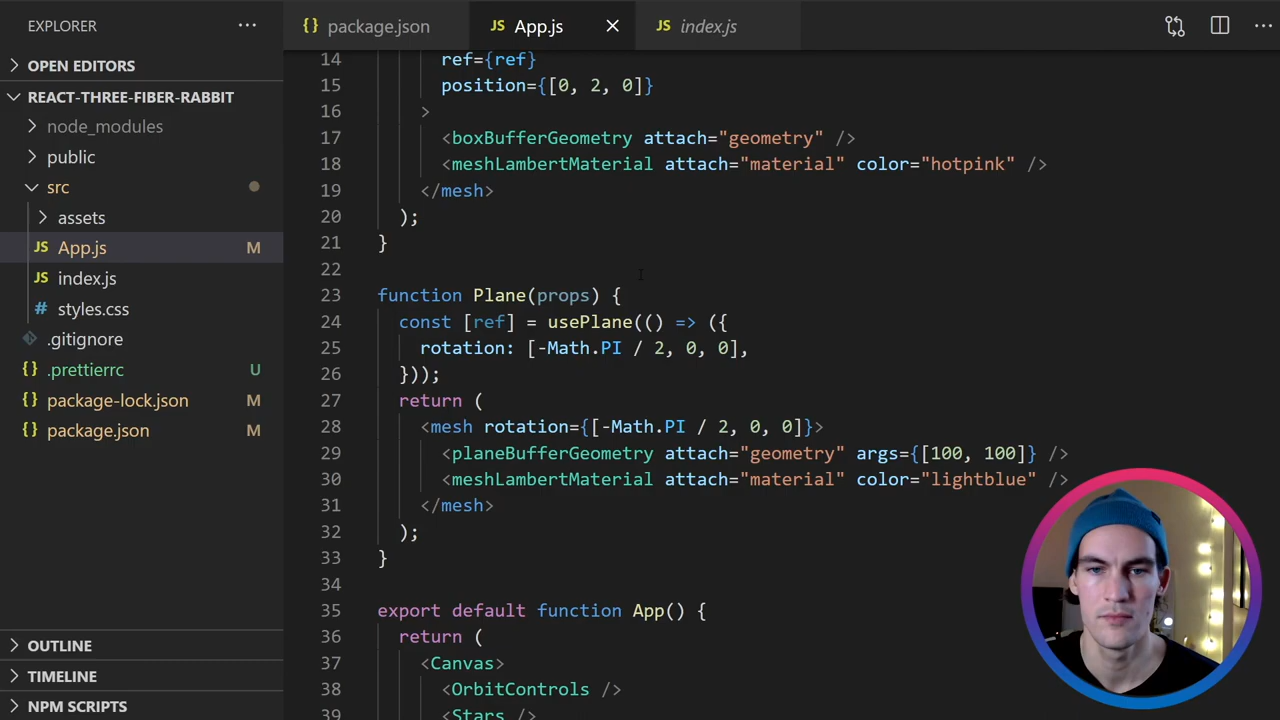 EXPLORER
OPEN EDITORS
REACT-THREE-FIBER-RABBIT
node_modules
public
src
assets
JS App.js M
JS index.js
# styles.css
.gitignore
{} .prettierrc U
{} package-lock.json M
{} package.json M
OUTLINE
TIMELINE
NPM SCRIPTS
{} package.json JS App.js JS index.js
14 ref={ref}
15 position={[0, 2, 0]}
16 >
17 <boxBufferGeometry attach="geometry" />
18 <meshLambertMaterial attach="material" color="hotpink" />
19 </mesh>
20 );
21 }
22
23 function Plane(props) {
24 const [ref] = usePlane(() => ({
25 rotation: [-Math.PI / 2, 0, 0],
26 }));
27 return (
28 <mesh rotation={[-Math.PI / 2, 0, 0]}>
29 <planeBufferGeometry attach="geometry" args={[100, 100]} />
30 <meshLambertMaterial attach="material" color="lightblue" />
31 </mesh>
32 );
33 }
34
35 export default function App() {
36 return (
37 <Canvas>
38 <OrbitControls />
39 <Stars />